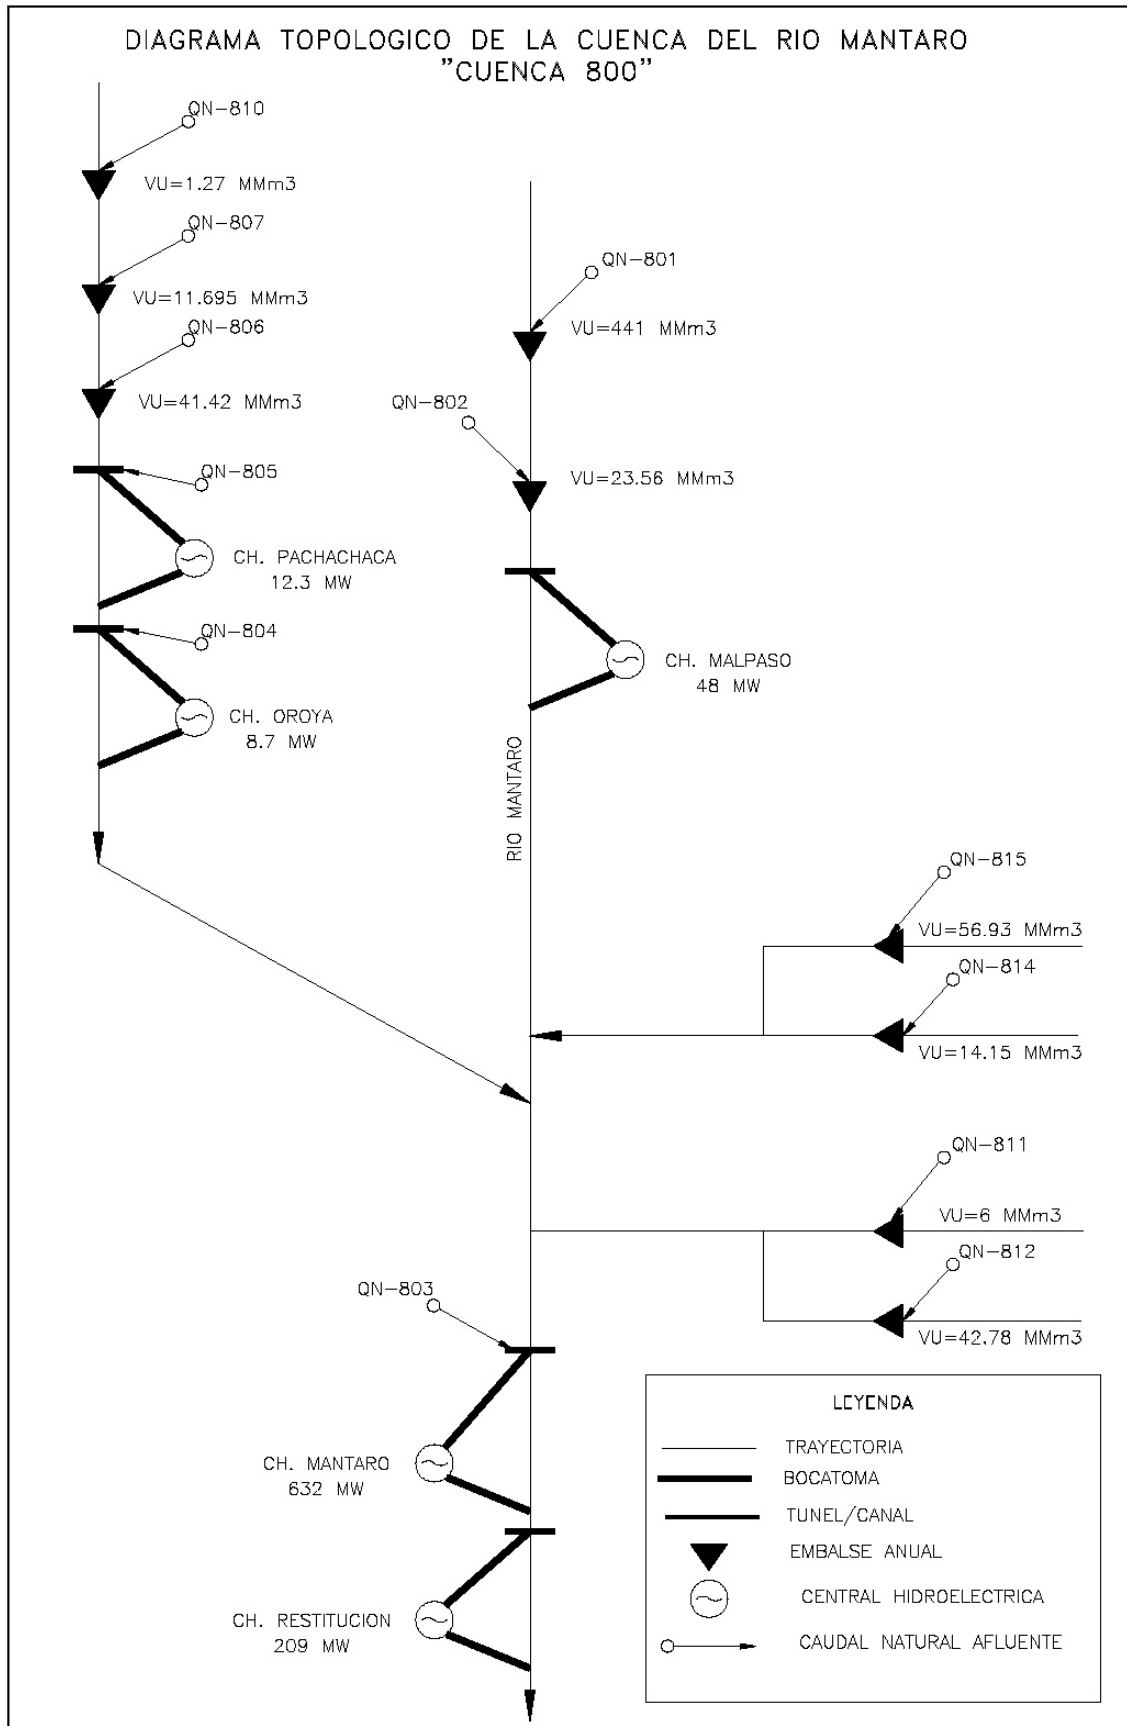 DIAGRAMA TOPOLOGICO DE LA CUENCA DEL RIO MANTARO
"CUENCA 800"
QN-810
VU=1.27 MMm3
QN-807
VU=11.695 MMm3
QN-806
VU=41.42 MMm3
QN-805
CH. PACHACHACA
12.3 MW
QN-804
CH. OROYA
8.7 MW
QN-801
VU=441 MMm3
QN-802
VU=23.56 MMm3
CH. MALPASO
48 MW
RIO MANTARO
QN-815
VU=56.93 MMm3
QN-814
VU=14.15 MMm3
QN-811
VU=6 MMm3
QN-812
VU=42.78 MMm3
QN-803
CH. MANTARO
632 MW
CH. RESTITUCION
209 MW
LEYENDA
TRAYECTORIA
BOCATOMA
TUNEL/CANAL
EMBALSE ANUAL
CENTRAL HIDROELECTRICA
CAUDAL NATURAL AFLUENTE